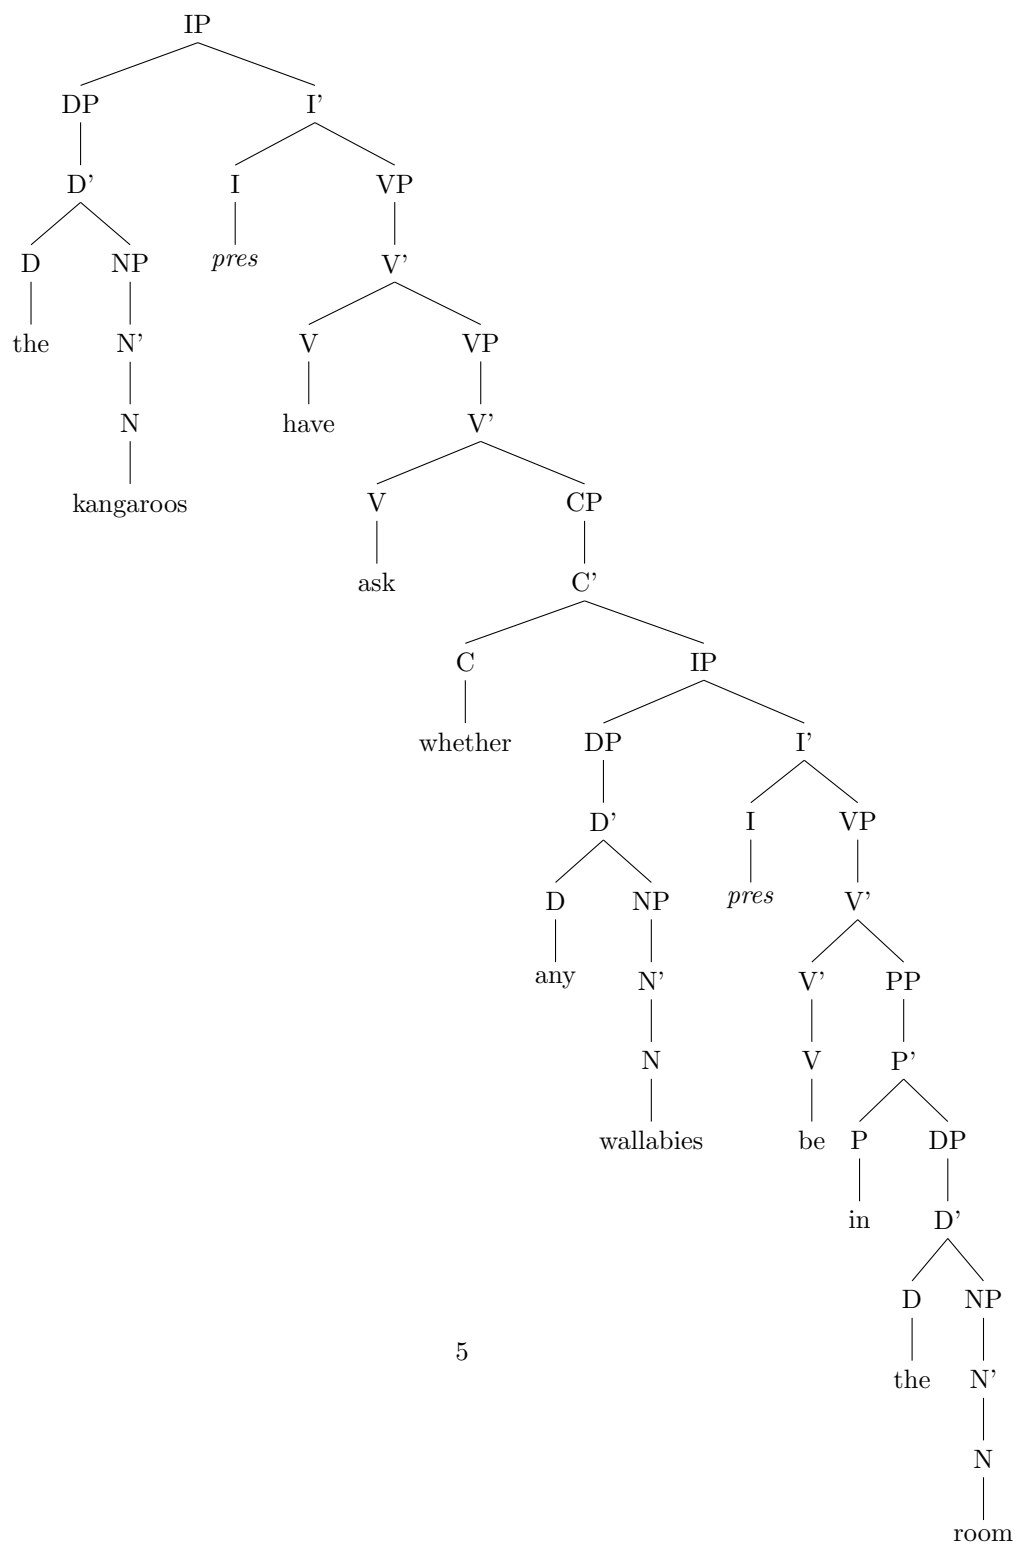 IP
DP I'
D' I VP
D NP pres V'
the N' V VP
N have V'
kangaroos V CP
ask C'
C IP
whether DP I'
D' I VP
D NP pres V'
any N' V' PP
N V P'
wallabies be P DP
in D'
D NP
5
the N'
N
room